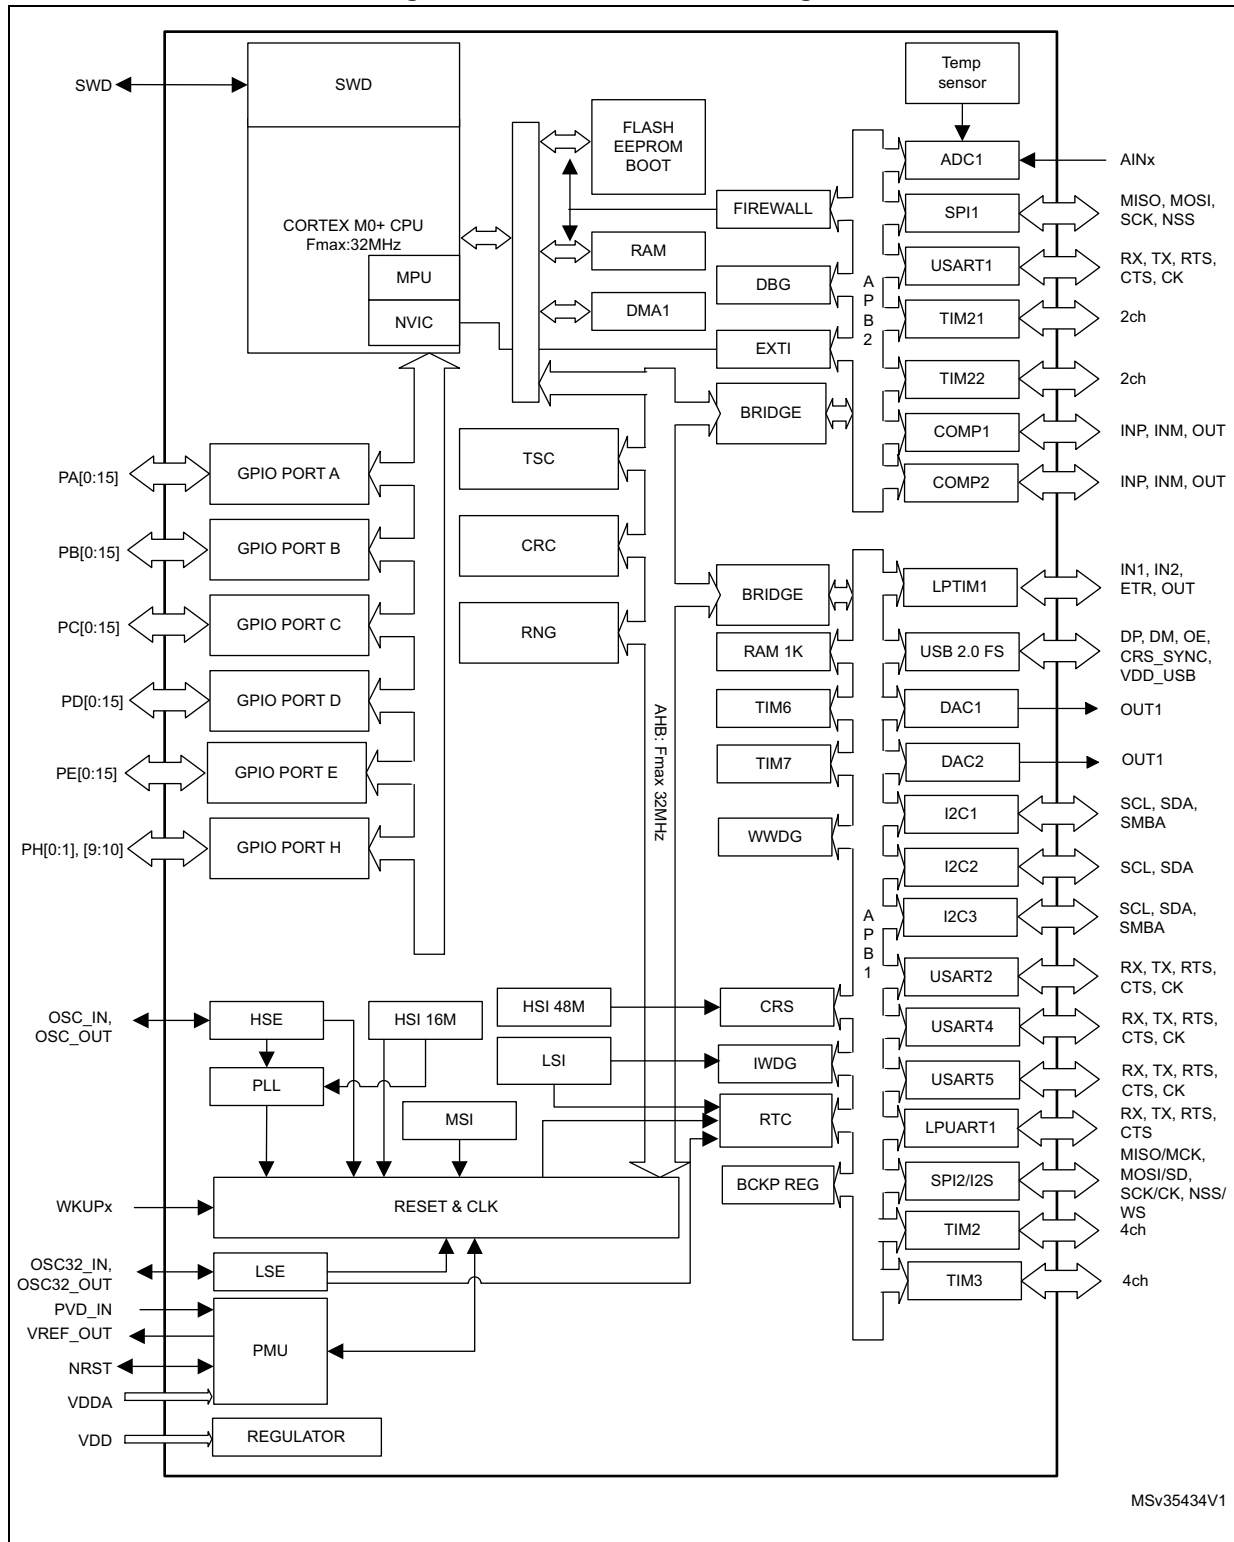 SWD
SWD
CORTEX M0+ CPU
Fmax:32MHz
MPU
NVIC
FLASH
EEPROM
BOOT
RAM
DMA1
FIREWALL
DBG
EXTI
BRIDGE
A
P
B
2
Temp
sensor
ADC1
AINx
SPI1
MISO, MOSI,
SCK, NSS
USART1
RX, TX, RTS,
CTS, CK
TIM21
2ch
TIM22
2ch
COMP1
INP, INM, OUT
COMP2
INP, INM, OUT
PA[0:15]
GPIO PORT A
PB[0:15]
GPIO PORT B
PC[0:15]
GPIO PORT C
PD[0:15]
GPIO PORT D
PE[0:15]
GPIO PORT E
PH[0:1], [9:10]
GPIO PORT H
TSC
CRC
RNG
AHB: Fmax 32MHz
BRIDGE
RAM 1K
TIM6
TIM7
WWDG
A
P
B
1
LPTIM1
IN1, IN2,
ETR, OUT
USB 2.0 FS
DP, DM, OE,
CRS_SYNC,
VDD_USB
DAC1
OUT1
DAC2
OUT1
I2C1
SCL, SDA,
SMBA
I2C2
SCL, SDA
I2C3
SCL, SDA,
SMBA
USART2
RX, TX, RTS,
CTS, CK
USART4
RX, TX, RTS,
CTS, CK
USART5
RX, TX, RTS,
CTS, CK
LPUART1
RX, TX, RTS,
CTS
SPI2/I2S
MISO/MCK,
MOSI/SD,
SCK/CK, NSS/
WS
TIM2
4ch
TIM3
4ch
OSC_IN,
OSC_OUT
HSE
HSI 16M
PLL
MSI
HSI 48M
CRS
LSI
IWDG
RTC
BCKP REG
WKUPx
RESET & CLK
OSC32_IN,
OSC32_OUT
LSE
PVD_IN
VREF_OUT
NRST
VDDA
PMU
VDD
REGULATOR
MSv35434V1